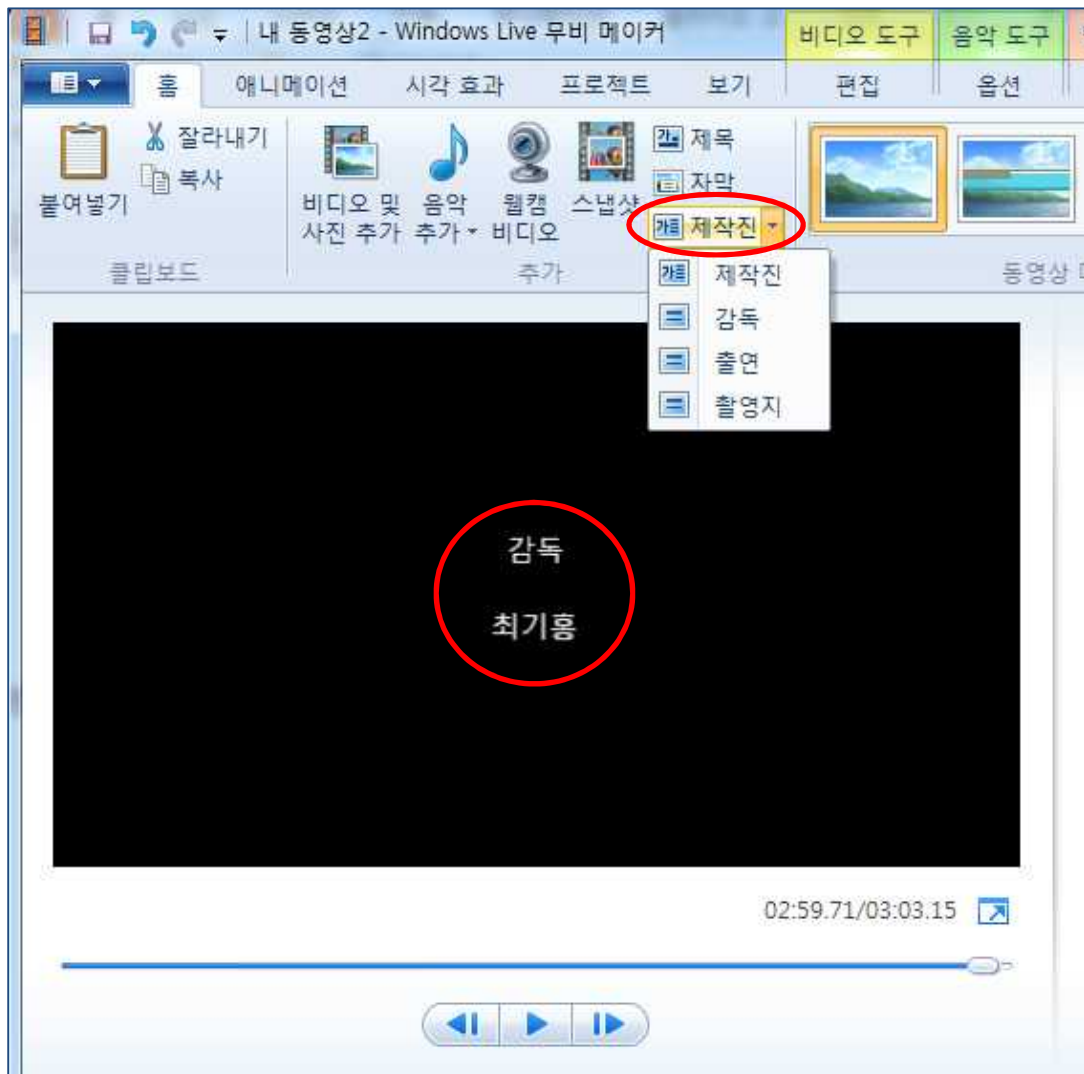 내 동영상2 - Windows Live 무비 메이커
비디오 도구
음악 도구
홈
애니메이션
시각 효과
프로젝트
보기
편집
옵션
붙여넣기
잘라내기
복사
클립보드
비디오 및
사진 추가
음악
추가
웹캠
비디오
스냅샷
제목
자막
제작진
추가
동영상
제작진
감독
출연
촬영지
감독
최기홍
02:59.71/03:03.15